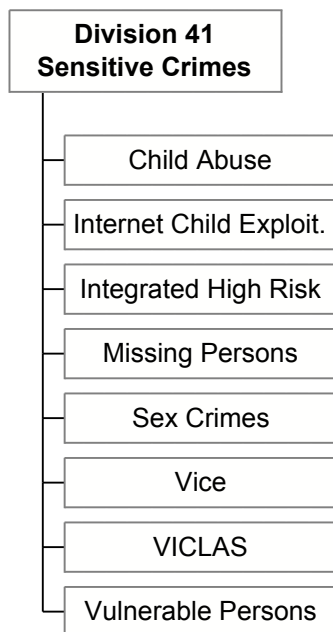 Division 41
Sensitive Crimes
Child Abuse
Internet Child Exploit.
Integrated High Risk
Missing Persons
Sex Crimes
Vice
VICLAS
Vulnerable Persons